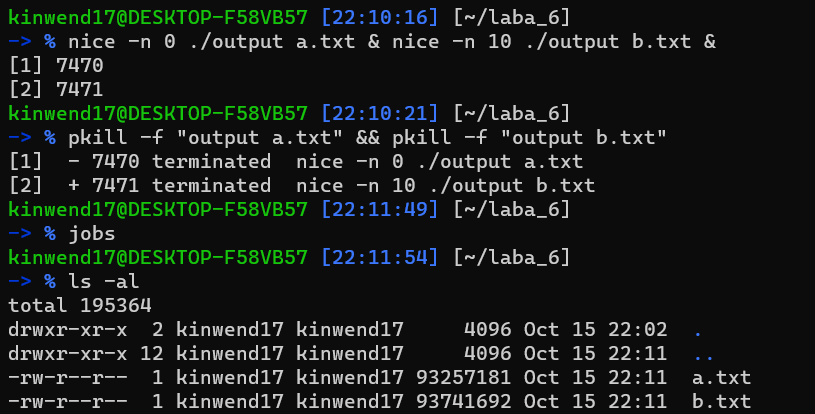 kinwend17@DESKTOP-F58VB57 [22:10:16] [~/laba_6]
-> % nice -n 0 ./output a.txt & nice -n 10 ./output b.txt &
[1] 7470
[2] 7471
kinwend17@DESKTOP-F58VB57 [22:10:21] [~/laba_6]
-> % pkill -f "output a.txt" && pkill -f "output b.txt"
[1]  - 7470 terminated  nice -n 0 ./output a.txt
[2]  + 7471 terminated  nice -n 10 ./output b.txt
kinwend17@DESKTOP-F58VB57 [22:11:49] [~/laba_6]
-> % jobs
kinwend17@DESKTOP-F58VB57 [22:11:54] [~/laba_6]
-> % ls -al
total 195364
drwxr-xr-x  2 kinwend17 kinwend17     4096 Oct 15 22:02  .
drwxr-xr-x 12 kinwend17 kinwend17     4096 Oct 15 22:11  ..
-rw-r--r--  1 kinwend17 kinwend17 93257181 Oct 15 22:11  a.txt
-rw-r--r--  1 kinwend17 kinwend17 93741692 Oct 15 22:11  b.txt